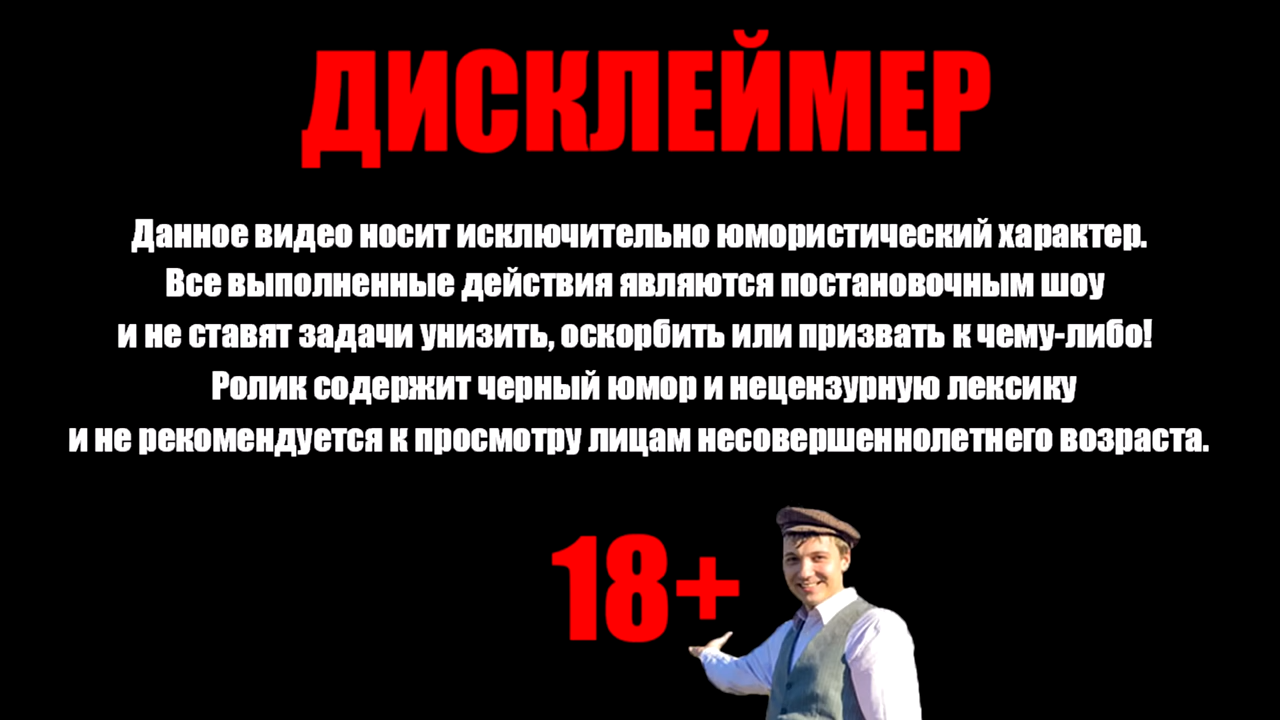 ДИСКЛЕЙМЕР
Данное видео носит исключительно юмористический характер.
Все выполненные действия являются постановочным шоу
и не ставят задачи унизить, оскорбить или призвать к чему-либо!
Ролик содержит черный юмор и нецензурную лексику
и не рекомендуется к просмотру лицам несовершеннолетнего возраста.
18+